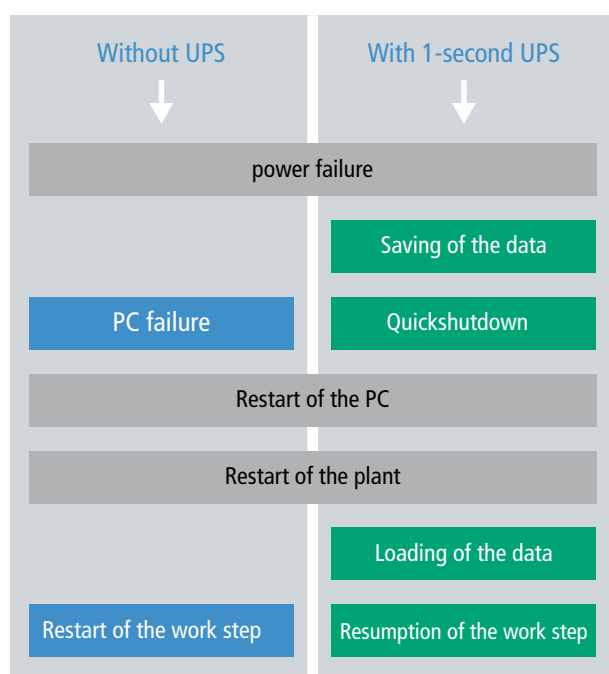 Without UPS
With 1-second UPS
power failure
Saving of the data
PC failure
Quickshutdown
Restart of the PC
Restart of the plant
Loading of the data
Restart of the work step
Resumption of the work step